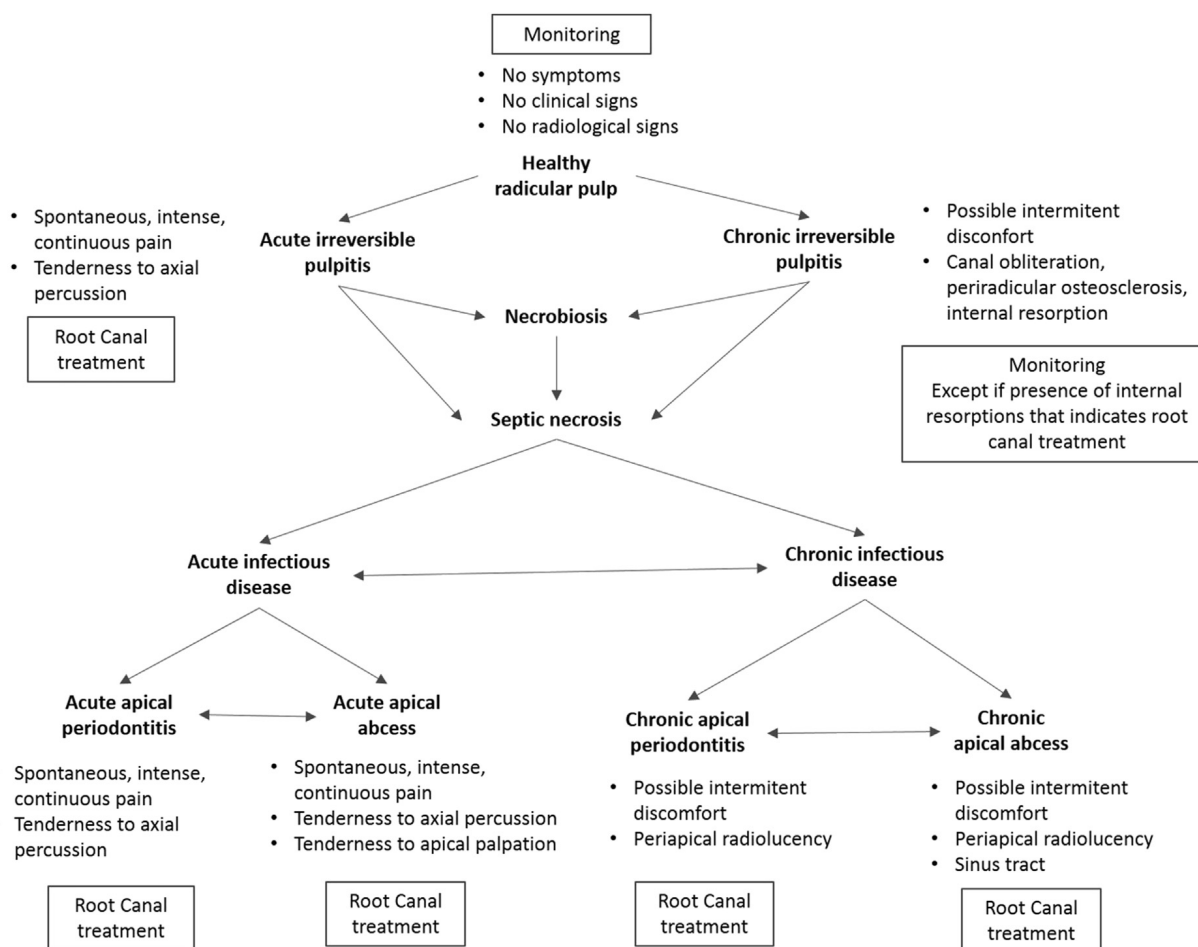 Monitoring
• No symptoms
• No clinical signs
• No radiological signs
Healthy
radicular pulp
• Spontaneous, intense,
continuous pain
• Tenderness to axial
percussion
Root Canal
treatment
Acute irreversible
pulpitis
Chronic irreversible
pulpitis
• Possible intermitent
disconfort
• Canal obliteration,
periradicular osteosclerosis,
internal resorption
Monitoring
Except if presence of internal
resorptions that indicates root
canal treatment
Necrobiosis
Septic necrosis
Acute infectious
disease
Chronic infectious
disease
Acute apical
periodontitis
Spontaneous, intense,
continuous pain
Tenderness to axial
percussion
Root Canal
treatment
Acute apical
abcess
• Spontaneous, intense,
continuous pain
• Tenderness to axial percussion
• Tenderness to apical palpation
Root Canal
treatment
Chronic apical
periodontitis
• Possible intermitent
discomfort
• Periapical radiolucency
Root Canal
treatment
Chronic
apical abcess
• Possible intermitent
discomfort
• Periapical radiolucency
• Sinus tract
Root Canal
treatment